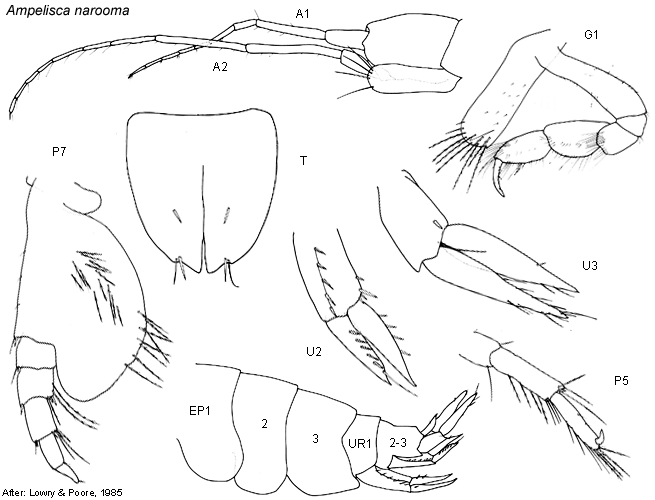 Ampelisca narooma
A1
A2
G1
P7
T
U3
U2
P5
EP1
2
3
UR1
2-3
After: Lowry & Poore, 1985